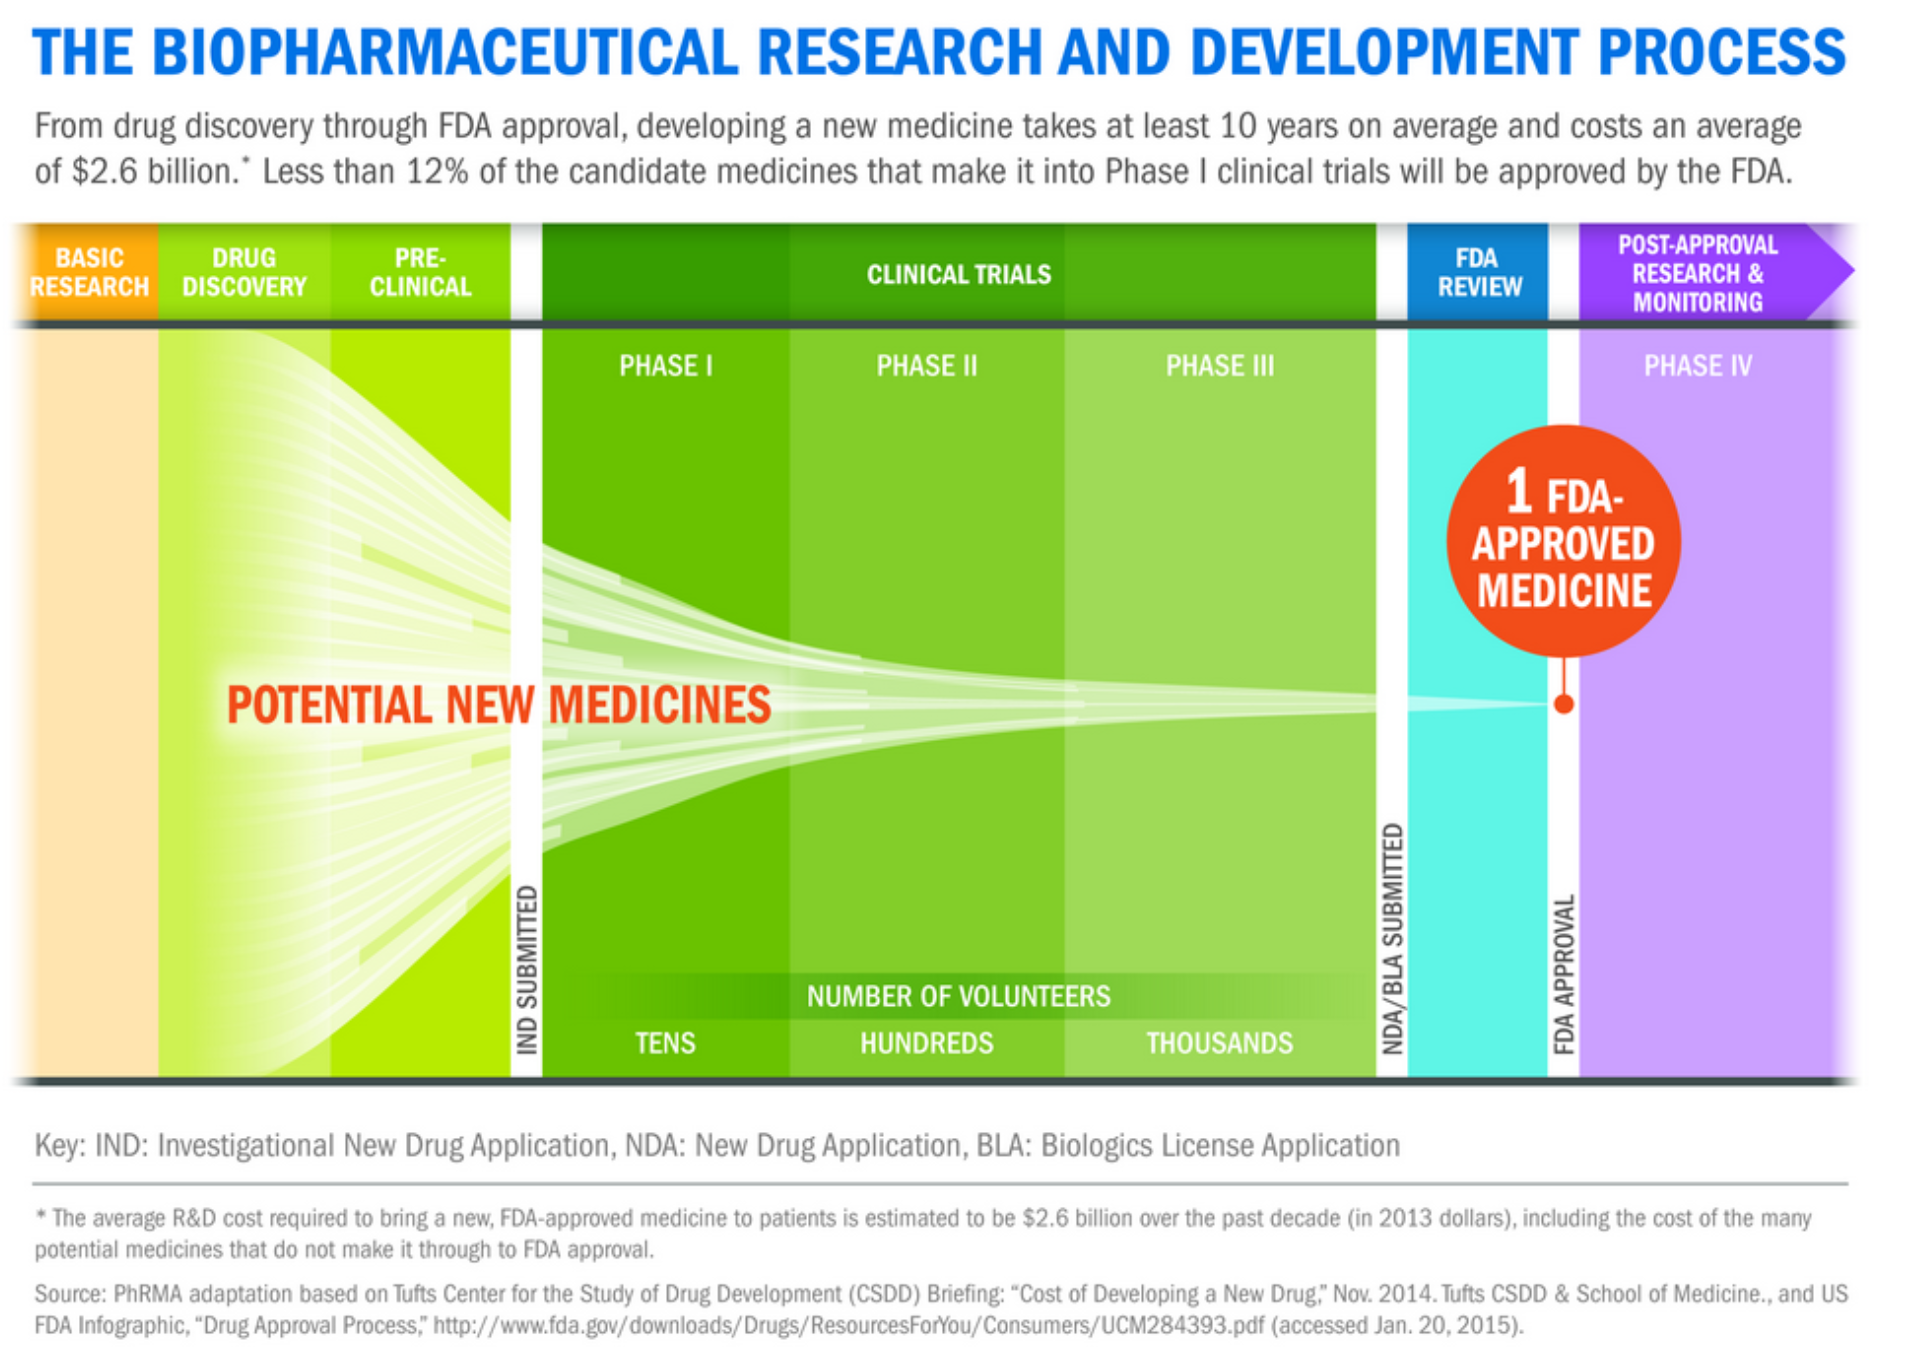 THE BIOPHARMACEUTICAL RESEARCH AND DEVELOPMENT PROCESS
From drug discovery through FDA approval, developing a new medicine takes at least 10 years on average and costs an average
of $2.6 billion.* Less than 12% of the candidate medicines that make it into Phase I clinical trials will be approved by the FDA.
BASIC
RESEARCH
DRUG
DISCOVERY
PRE-
CLINICAL
CLINICAL TRIALS
FDA
REVIEW
POST-APPROVAL
RESEARCH &
MONITORING
PHASE I
PHASE II
PHASE III
PHASE IV
1 FDA-
APPROVED
MEDICINE
POTENTIAL NEW MEDICINES
IND SUBMITTED
NDA/BLA SUBMITTED
FDA APPROVAL
NUMBER OF VOLUNTEERS
TENS
HUNDREDS
THOUSANDS
Key: IND: Investigational New Drug Application, NDA: New Drug Application, BLA: Biologics License Application
* The average R&D cost required to bring a new, FDA-approved medicine to patients is estimated to be $2.6 billion over the past decade (in 2013 dollars), including the cost of the many
potential medicines that do not make it through to FDA approval.
Source: PhRMA adaptation based on Tufts Center for the Study of Drug Development (CSDD) Briefing: “Cost of Developing a New Drug,” Nov. 2014. Tufts CSDD & School of Medicine., and US
FDA Infographic, “Drug Approval Process,” http://www.fda.gov/downloads/Drugs/ResourcesForYou/Consumers/UCM284393.pdf (accessed Jan. 20, 2015).